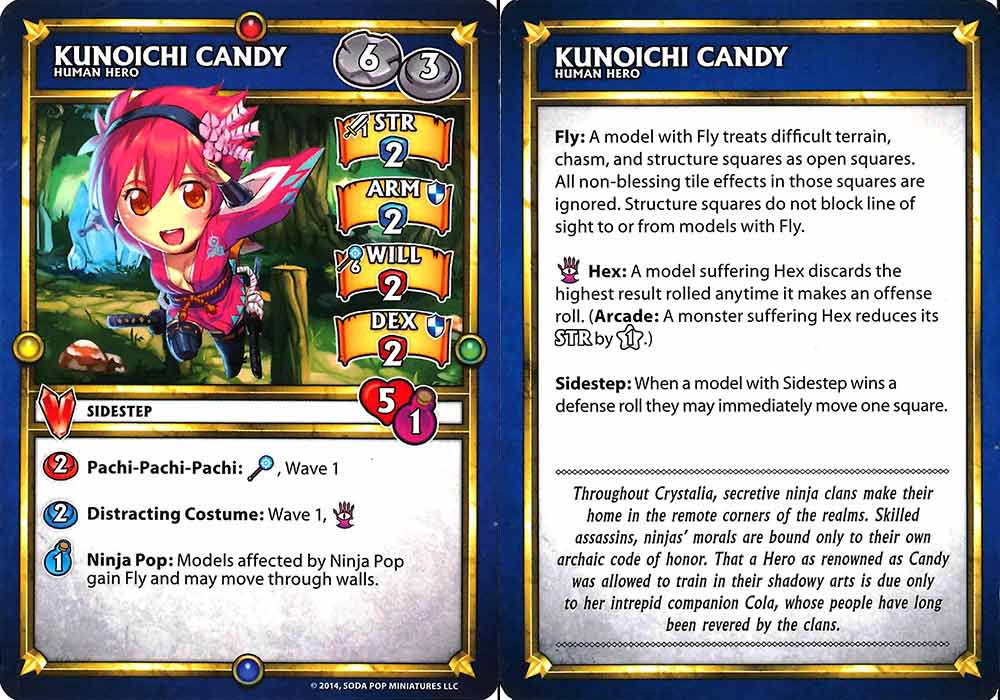 KUNOICHI CANDY
HUMAN HERO
6
3
STR
1
2
ARM
2
WILL
6
2
DEX
2
SIDESTEP
5
1
2 Pachi-Pachi-Pachi: , Wave 1
2 Distracting Costume: Wave 1,
1 Ninja Pop: Models affected by Ninja Pop
gain Fly and may move through walls.
© 2014, SODA POP MINIATURES LLC
KUNOICHI CANDY
HUMAN HERO
Fly: A model with Fly treats difficult terrain,
chasm, and structure squares as open squares.
All non-blessing tile effects in those squares are
ignored. Structure squares do not block line of
sight to or from models with Fly.
Hex: A model suffering Hex discards the
highest result rolled anytime it makes an offense
roll. (Arcade: A monster suffering Hex reduces its
STR by 1.)
Sidestep: When a model with Sidestep wins a
defense roll they may immediately move one square.
Throughout Crystalia, secretive ninja clans make their
home in the remote corners of the realms. Skilled
assassins, ninjas' morals are bound only to their own
archaic code of honor. That a Hero as renowned as Candy
was allowed to train in their shadowy arts is due only
to her intrepid companion Cola, whose people have long
been revered by the clans.